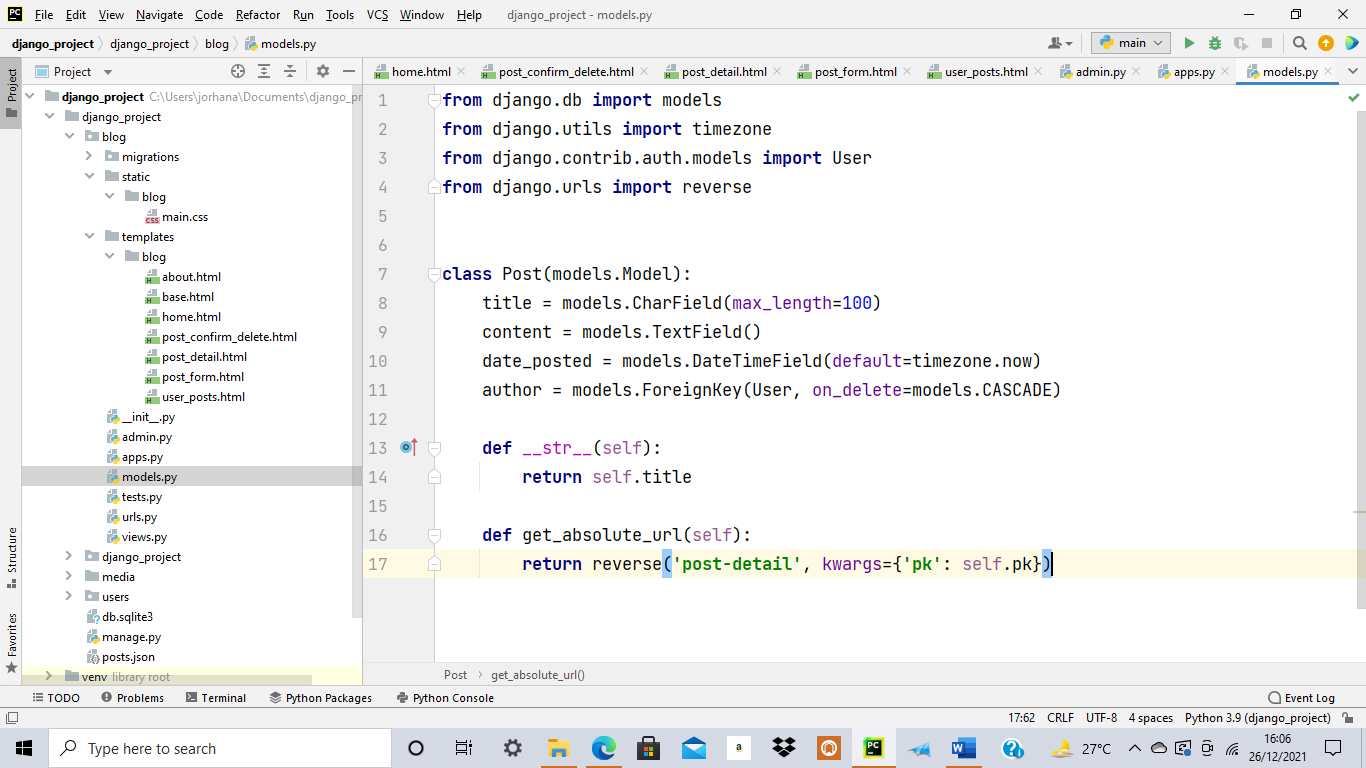 PC File Edit View Navigate Code Refactor Run Tools VCS Window Help django_project - models.py
django_project django_project blog models.py main
Project
Project
home.html post_confirm_delete.html post_detail.html post_form.html user_posts.html admin.py apps.py models.py
django_project C:\Users\jorhana\Documents\django_pr
django_project
blog
migrations
static
blog
main.css
templates
blog
about.html
base.html
home.html
post_confirm_delete.html
post_detail.html
post_form.html
user_posts.html
__init__.py
admin.py
apps.py
models.py
tests.py
urls.py
views.py
django_project
media
users
db.sqlite3
manage.py
posts.json
venv library root
Structure
Favorites
1 from django.db import models
2 from django.utils import timezone
3 from django.contrib.auth.models import User
4 from django.urls import reverse
5
6
7 class Post(models.Model):
8 title = models.CharField(max_length=100)
9 content = models.TextField()
10 date_posted = models.DateTimeField(default=timezone.now)
11 author = models.ForeignKey(User, on_delete=models.CASCADE)
12
13 def __str__(self):
14 return self.title
15
16 def get_absolute_url(self):
17 return reverse('post-detail', kwargs={'pk': self.pk})
Post get_absolute_url()
TODO Problems Terminal Python Packages Python Console Event Log
17:62 CRLF UTF-8 4 spaces Python 3.9 (django_project)
Type here to search
a
PC
W
27°C
16:06
26/12/2021